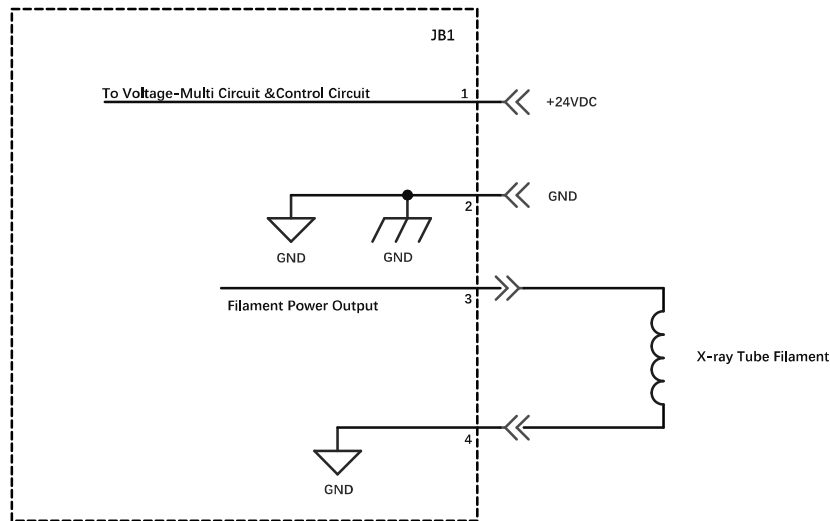 JB1
To Voltage-Multi Circuit &Control Circuit
1
+24VDC
2
GND
GND
GND
3
Filament Power Output
X-ray Tube Filament
4
GND